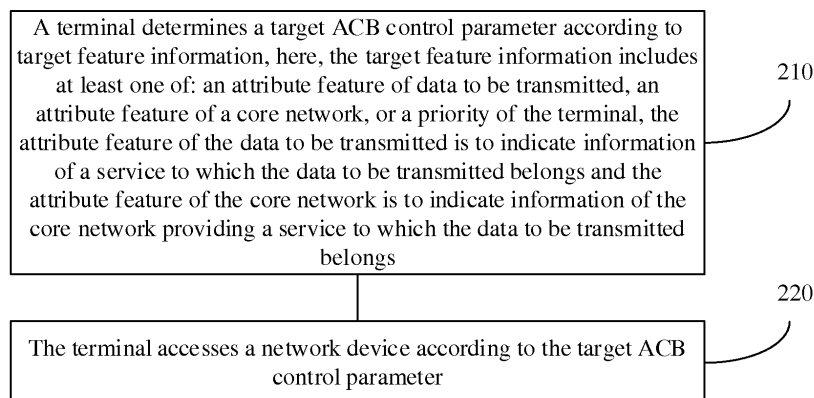 A terminal determines a target ACB control parameter according to
target feature information, here, the target feature information includes
at least one of: an attribute feature of data to be transmitted, an
attribute feature of a core network, or a priority of the terminal, the
attribute feature of the data to be transmitted is to indicate information
of a service to which the data to be transmitted belongs and the
attribute feature of the core network is to indicate information of the
core network providing a service to which the data to be transmitted
belongs
210
The terminal accesses a network device according to the target ACB
control parameter
220